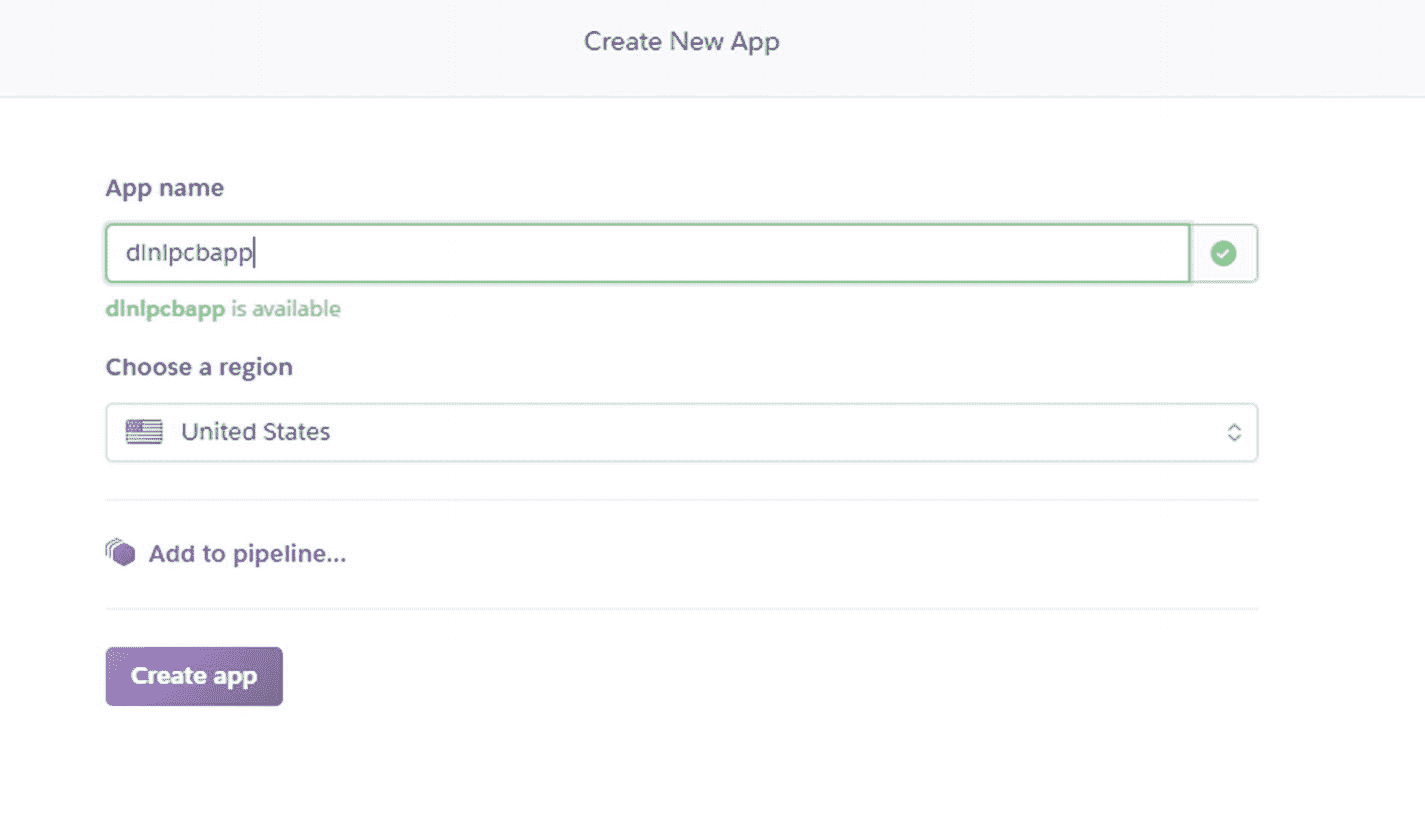 Create New App
App name
dlnlpcbapp
dlnlpcbapp is available
Choose a region
United States
Add to pipeline...
Create app